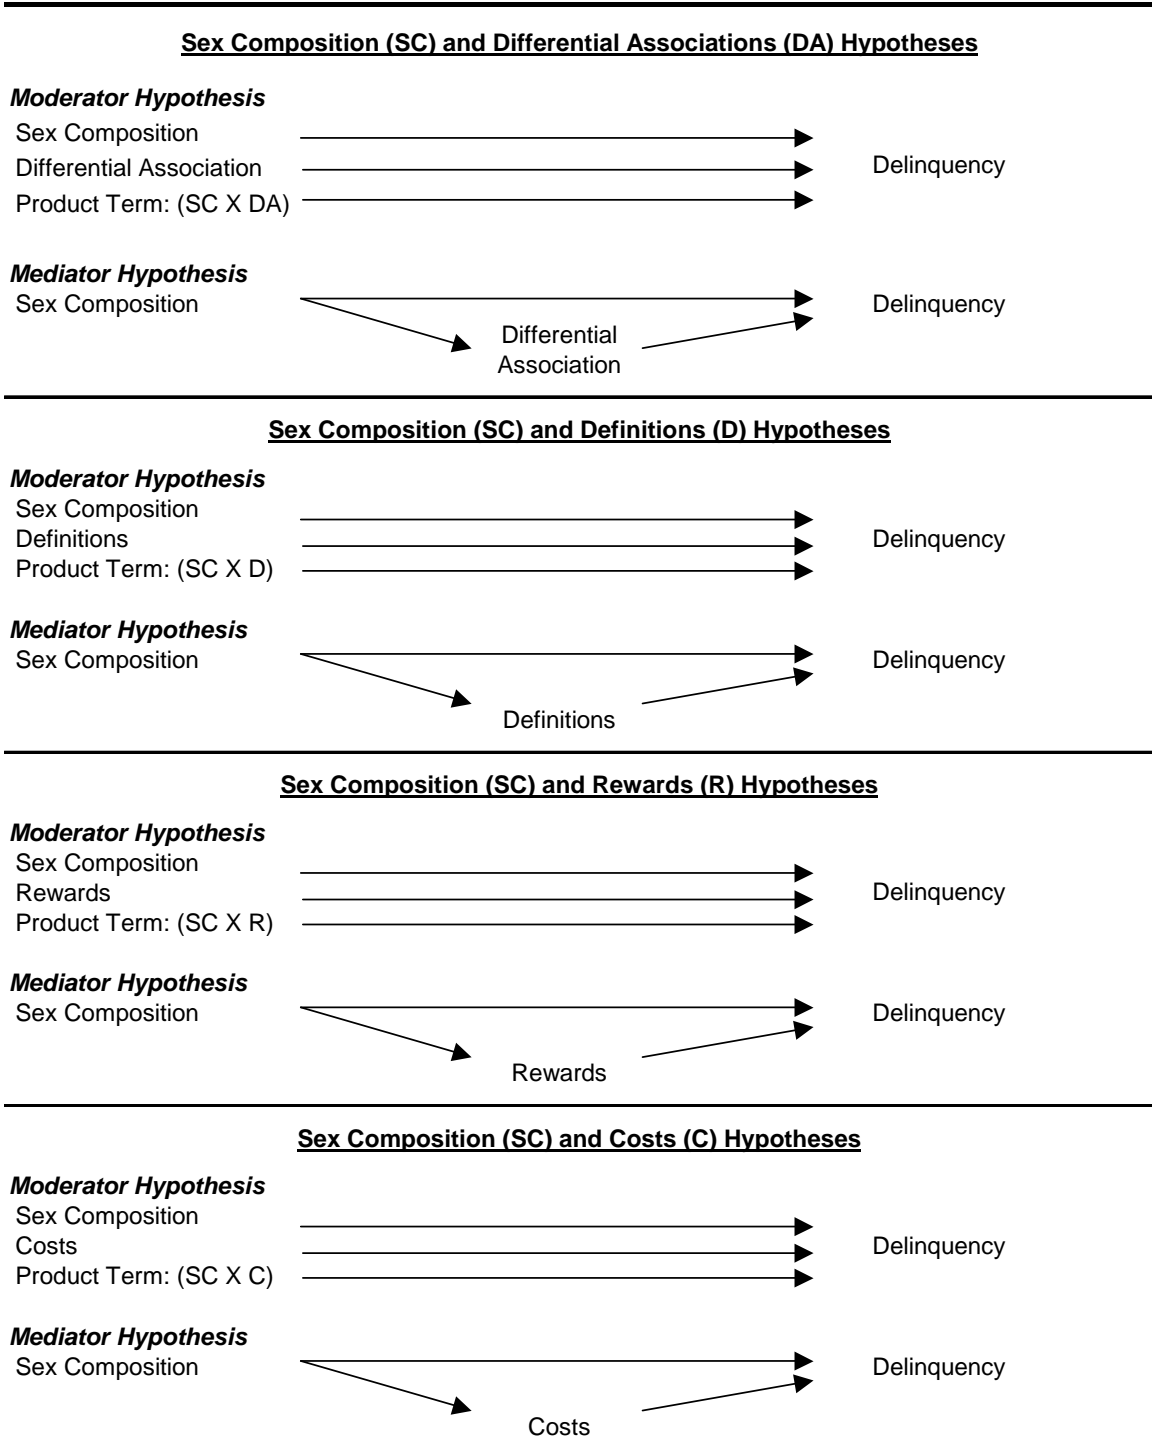 Sex Composition (SC) and Differential Associations (DA) Hypotheses
Moderator Hypothesis
Sex Composition
Differential Association
Delinquency
Product Term: (SC X DA)
Mediator Hypothesis
Sex Composition
Delinquency
Differential
Association
Sex Composition (SC) and Definitions (D) Hypotheses
Moderator Hypothesis
Sex Composition
Definitions
Delinquency
Product Term: (SC X D)
Mediator Hypothesis
Sex Composition
Delinquency
Definitions
Sex Composition (SC) and Rewards (R) Hypotheses
Moderator Hypothesis
Sex Composition
Rewards
Delinquency
Product Term: (SC X R)
Mediator Hypothesis
Sex Composition
Delinquency
Rewards
Sex Composition (SC) and Costs (C) Hypotheses
Moderator Hypothesis
Sex Composition
Costs
Delinquency
Product Term: (SC X C)
Mediator Hypothesis
Sex Composition
Delinquency
Costs